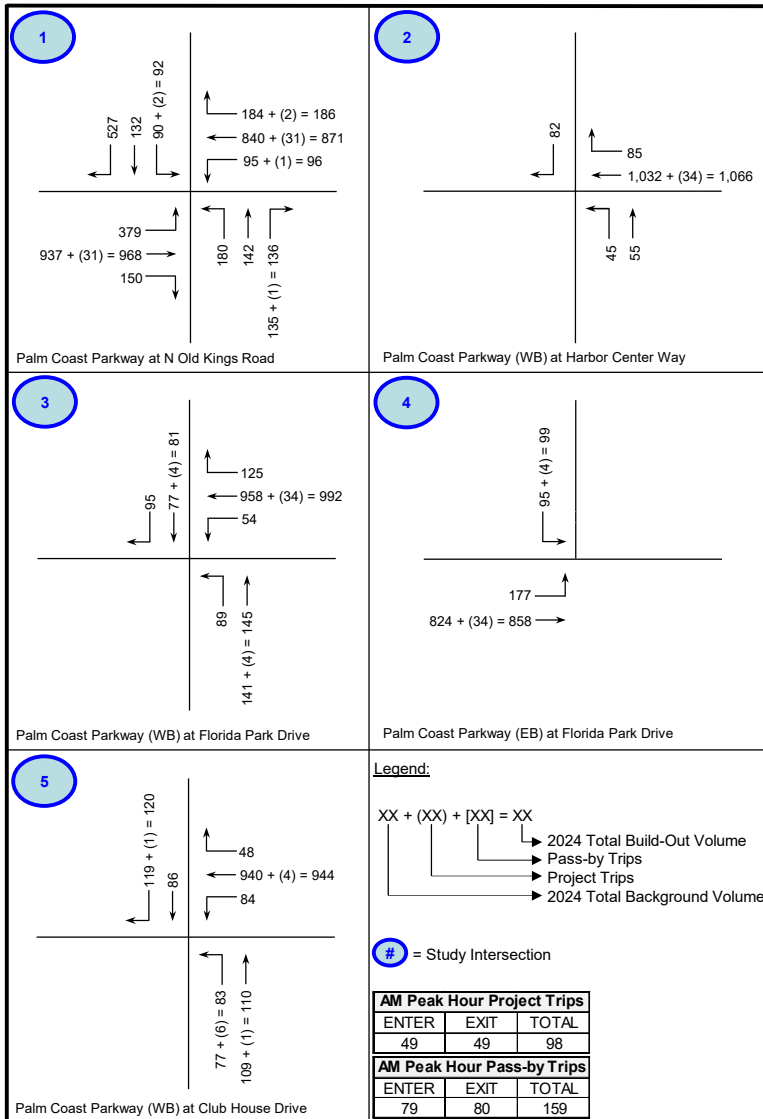 1
527
132
90 + (2) = 92
184 + (2) = 186
840 + (31) = 871
95 + (1) = 96
379
937 + (31) = 968
150
180
142
135 + (1) = 136
Palm Coast Parkway at N Old Kings Road
2
82
85
1,032 + (34) = 1,066
45
55
Palm Coast Parkway (WB) at Harbor Center Way
3
95
77 + (4) = 81
125
958 + (34) = 992
54
89
141 + (4) = 145
Palm Coast Parkway (WB) at Florida Park Drive
4
95 + (4) = 99
177
824 + (34) = 858
Palm Coast Parkway (EB) at Florida Park Drive
5
119 + (1) = 120
86
48
940 + (4) = 944
84
77 + (6) = 83
109 + (1) = 110
Palm Coast Parkway (WB) at Club House Drive
Legend:
XX + (XX) + [XX] = XX
2024 Total Build-Out Volume
Pass-by Trips
Project Trips
2024 Total Background Volume
# = Study Intersection
AM Peak Hour Project Trips
ENTER EXIT TOTAL
49 49 98
AM Peak Hour Pass-by Trips
ENTER EXIT TOTAL
79 80 159